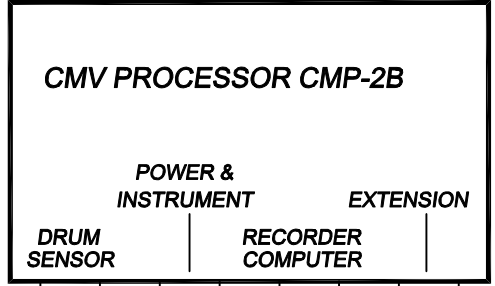 CMV PROCESSOR CMP-2B
POWER &
INSTRUMENT
EXTENSION
DRUM
SENSOR
RECORDER
COMPUTER